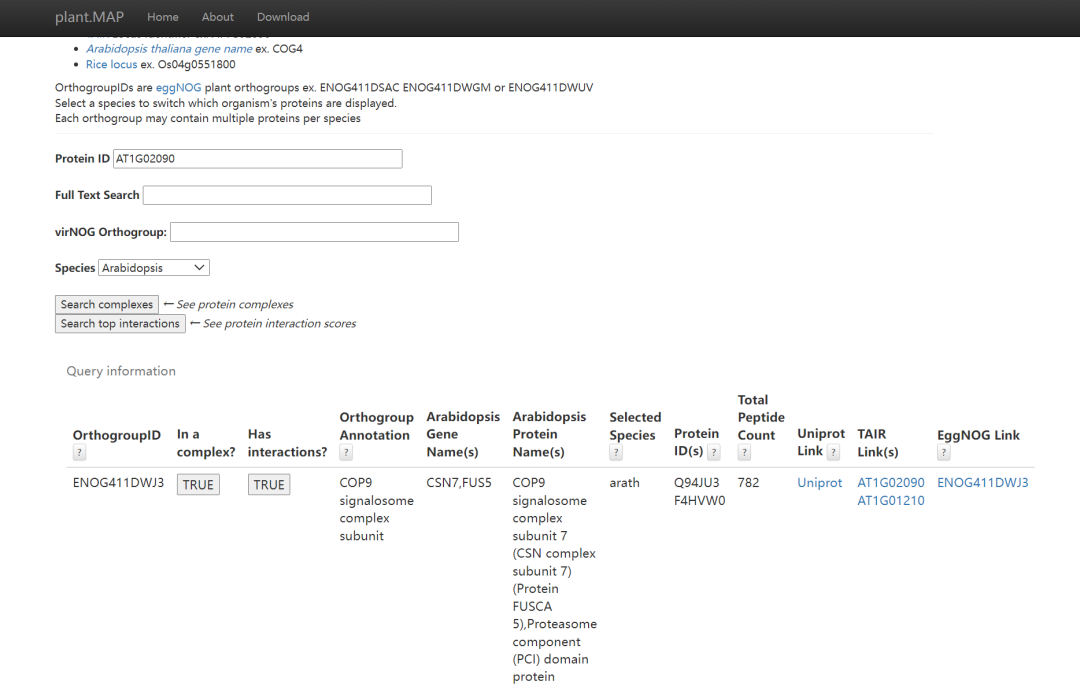 plant.MAP Home About Download
Arabidopsis thaliana gene name ex. COG4
Rice locus ex. Os04g0551800
OrthogroupIDs are eggNOG plant orthogroups ex. ENOG411DSAC ENOG411DWGM or ENOG411DWUV
Select a species to switch which organism's proteins are displayed.
Each orthogroup may contain multiple proteins per species
Protein ID AT1G02090
Full Text Search
virNOG Orthogroup:
Species Arabidopsis
Search complexes ← See protein complexes
Search top interactions ← See protein interaction scores
Query information
OrthogroupID ?
In a
complex?
Has
interactions?
Orthogroup
Annotation
?
Arabidopsis
Gene
Name(s)
Arabidopsis
Protein
Name(s)
Selected
Species
?
Protein
ID(s) ?
Total
Peptide
Count
?
Uniprot
Link ?
TAIR
Link(s)
EggNOG Link
?
ENOG411DWJ3
TRUE
TRUE
COP9
signalosome
complex
subunit
CSN7,FUS5
COP9
signalosome
complex
subunit 7
(CSN complex
subunit 7)
(Protein
FUSCA
5),Proteasome
component
(PCI) domain
protein
arath
Q94JU3
F4HVW0
782
Uniprot
AT1G02090
AT1G01210
ENOG411DWJ3